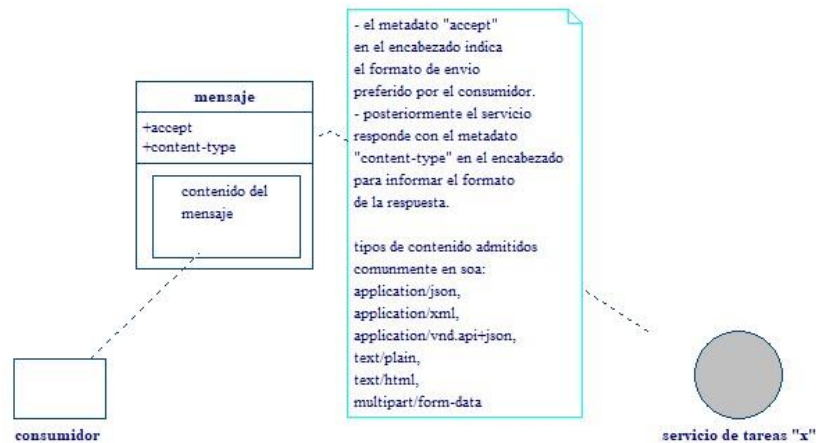 mensaje
+accept
+content-type
contenido del
mensaje
- el metadato "accept"
en el encabezado indica
el formato de envio
preferido por el consumidor.
- posteriormente el servicio
responde con el metadato
"content-type" en el encabezado
para informar el formato
de la respuesta.
tipos de contenido admitidos
comunmente en soa:
application/json,
application/xml,
application/vnd.api+json,
text/plain,
text/html,
multipart/form-data
consumidor
servicio de tareas "x"